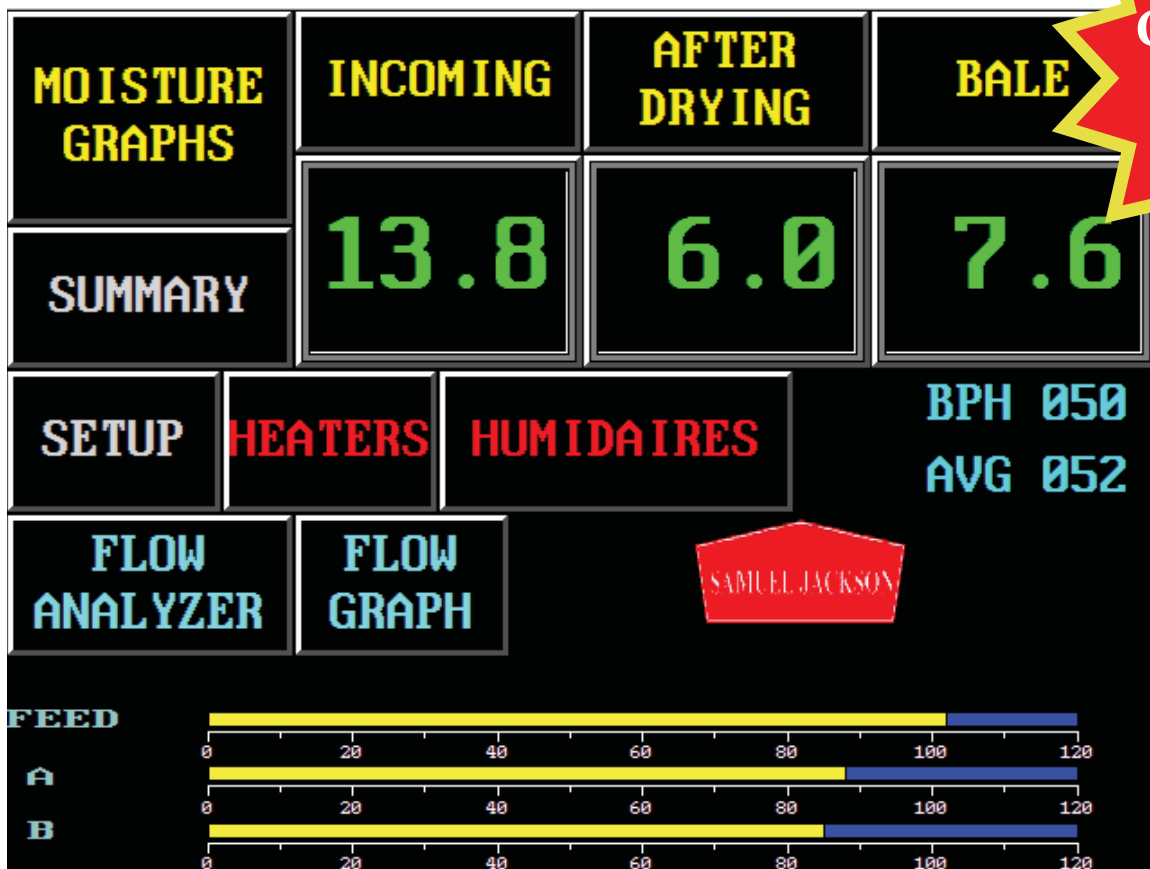 MOISTURE
GRAPHS
INCOMING
AFTER
DRYING
BALE
SUMMARY
13.8
6.0
7.6
SETUP
HEATERS
HUMIDAIRES
BPH 050
AVG 052
FLOW
ANALYZER
FLOW
GRAPH
SAMUEL JACKSON
FEED
0 20 40 60 80 100 120
A
0 20 40 60 80 100 120
B
0 20 40 60 80 100 120